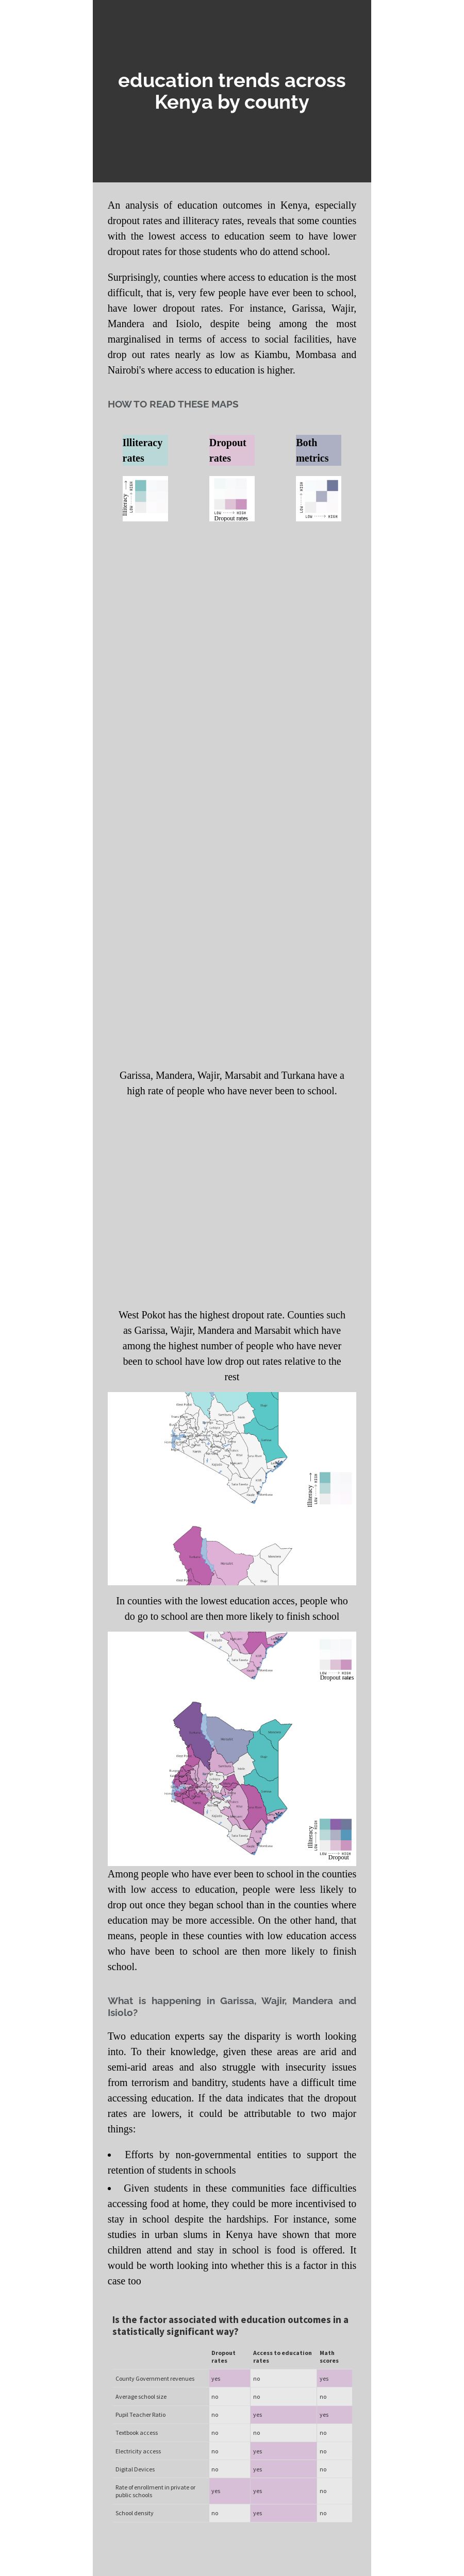 education trends across
Kenya by county
An analysis of education outcomes in Kenya, especially
dropout rates and illiteracy rates, reveals that some counties
with the lowest access to education seem to have lower
dropout rates for those students who do attend school.
Surprisingly, counties where access to education is the most
difficult, that is, very few people have ever been to school,
have lower dropout rates. For instance, Garissa, Wajir,
Mandera and Isiolo, despite being among the most
marginalised in terms of access to social facilities, have
drop out rates nearly as low as Kiambu, Mombasa and
Nairobi's where access to education is higher.
HOW TO READ THESE MAPS
Illiteracy
rates
Dropout
rates
Both
metrics
Illiteracy
LOW HIGH
LOW HIGH
Dropout rates
LOW HIGH
LOW HIGH
Garissa, Mandera, Wajir, Marsabit and Turkana have a
high rate of people who have never been to school.
West Pokot has the highest dropout rate. Counties such
as Garissa, Wajir, Mandera and Marsabit which have
among the highest number of people who have never
been to school have low drop out rates relative to the
rest
Illiteracy
LOW HIGH
In counties with the lowest education acces, people who
do go to school are then more likely to finish school
LOW HIGH
Dropout rates
Illiteracy
LOW HIGH
LOW HIGH
Dropout
Among people who have ever been to school in the counties
with low access to education, people were less likely to
drop out once they began school than in the counties where
education may be more accessible. On the other hand, that
means, people in these counties with low education access
who have been to school are then more likely to finish
school.
What is happening in Garissa, Wajir, Mandera and
Isiolo?
Two education experts say the disparity is worth looking
into. To their knowledge, given these areas are arid and
semi-arid areas and also struggle with insecurity issues
from terrorism and banditry, students have a difficult time
accessing education. If the data indicates that the dropout
rates are lowers, it could be attributable to two major
things:
• Efforts by non-governmental entities to support the
retention of students in schools
• Given students in these communities face difficulties
accessing food at home, they could be more incentivised to
stay in school despite the hardships. For instance, some
studies in urban slums in Kenya have shown that more
children attend and stay in school is food is offered. It
would be worth looking into whether this is a factor in this
case too
Is the factor associated with education outcomes in a
statistically significant way?
Dropout rates Access to education rates Math scores
County Government revenues yes no yes
Average school size no no no
Pupil Teacher Ratio no yes yes
Textbook access no no no
Electricity access no yes no
Digital Devices no yes no
Rate of enrollment in private or
public schools yes yes no
School density no yes no